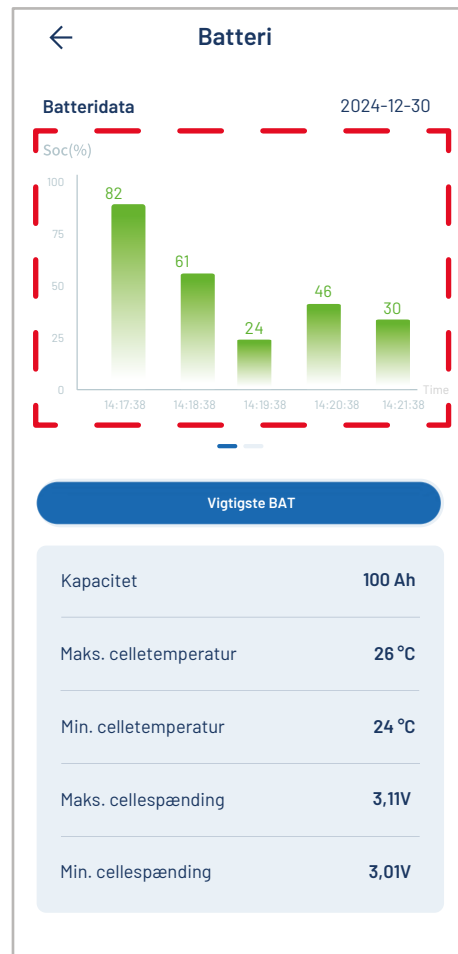 Batteri
Batteridata 2024-12-30
Soc(%)
100
82
75
61
50
46
30
25
24
0
Time
14:17:38 14:18:38 14:19:38 14:20:38 14:21:38
Vigtigste BAT
Kapacitet 100 Ah
Maks. celletemperatur 26 °C
Min. celletemperatur 24 °C
Maks. cellespænding 3,11V
Min. cellespænding 3,01V